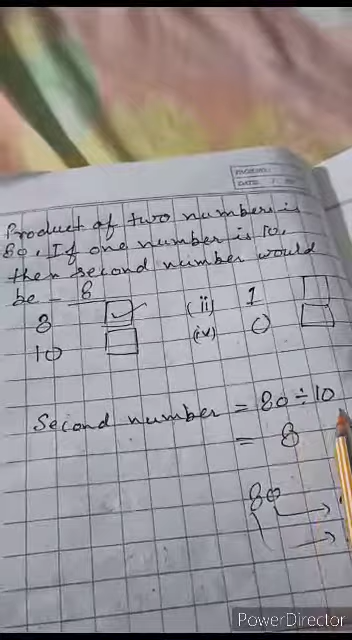 PAGE NO.
DATE
Product of two numbers is
80, If one number is 10,
then second number would
be - 8
8 ✓ (ii) 1
10 (iv) 0
Second number = 80 ÷ 10
= 8
80
PowerDirector